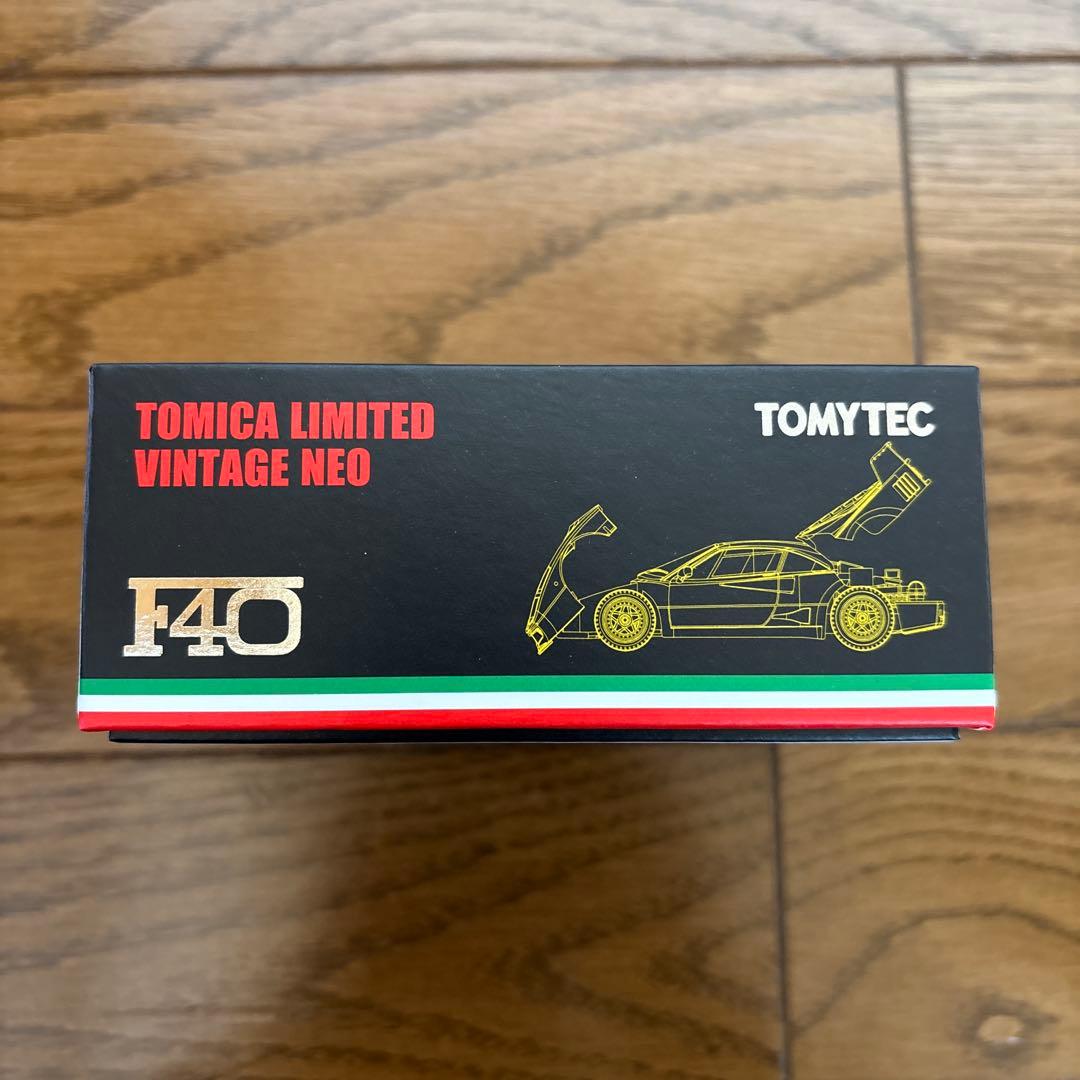 TOMICA LIMITED
VINTAGE NEO
TOMYTEC
F40